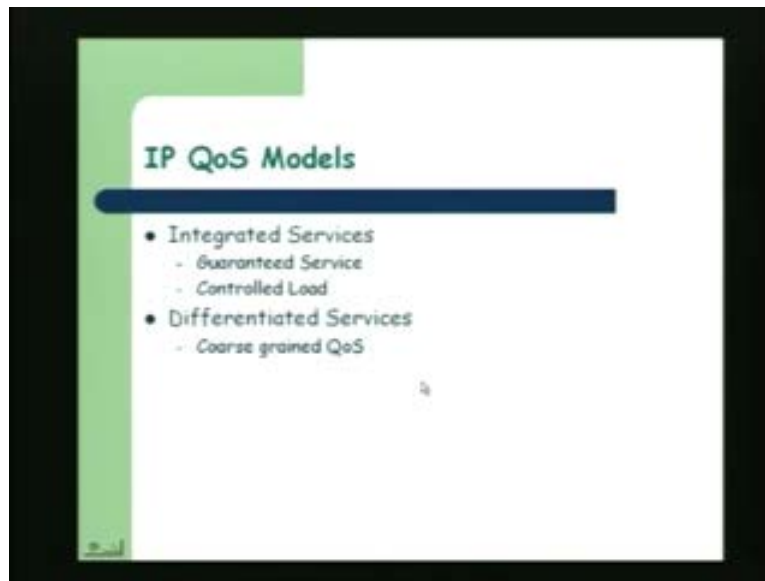 IP QoS Models
• Integrated Services
- Guaranteed Service
- Controlled Load
• Differentiated Services
- Coarse grained QoS